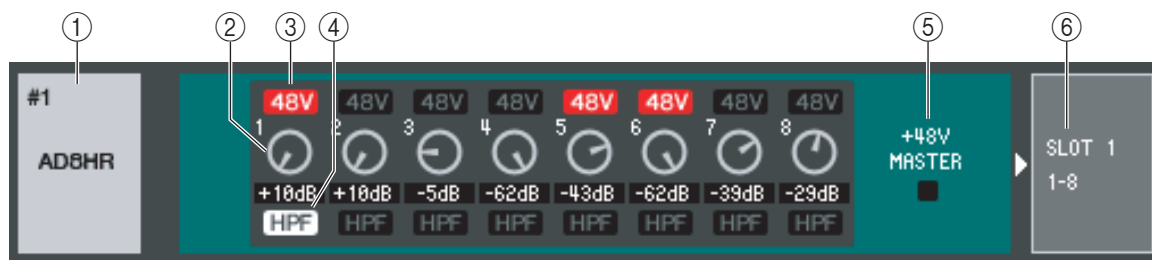 ① ② ③ ④ ⑤ ⑥
#1
AD8HR
48V 48V 48V 48V 48V 48V 48V 48V
1 2 3 4 5 6 7 8
+10dB +10dB -5dB -62dB -43dB -62dB -39dB -29dB
HPF HPF HPF HPF HPF HPF HPF HPF
+48V
MASTER
SLOT 1
1-8